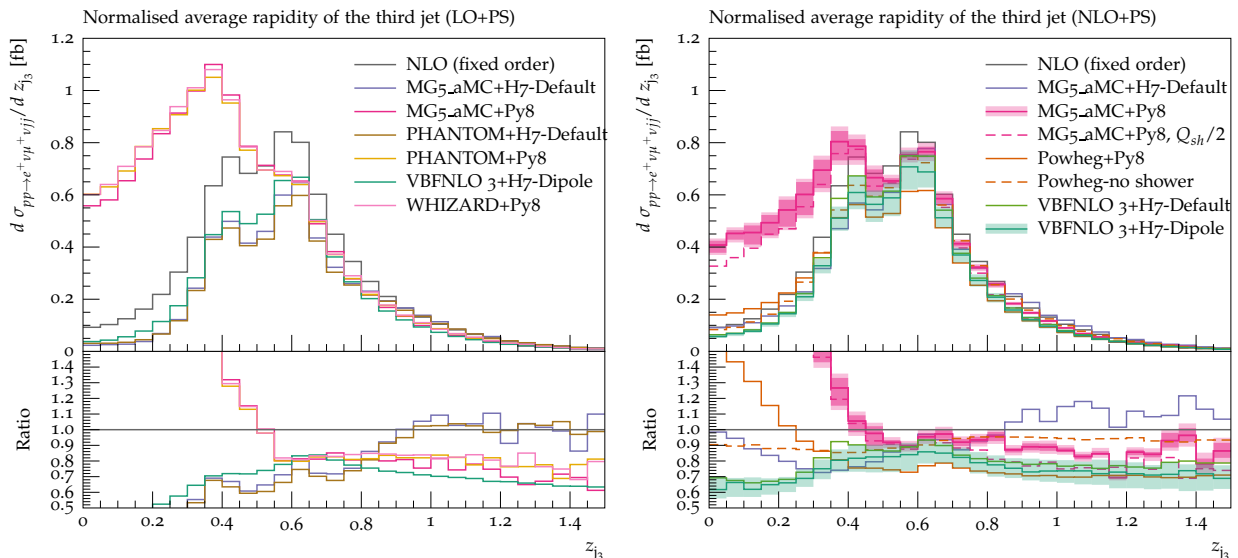 Normalised average rapidity of the third jet (LO+PS)
d σ_{pp→e⁺νμ⁺νjj}/d z_{j₃} [fb]
1.2
1
0.8
0.6
0.4
0.2
0
NLO (fixed order)
MG5_aMC+H7-Default
MG5_aMC+Py8
PHANTOM+H7-Default
PHANTOM+Py8
VBFNLO 3+H7-Dipole
WHIZARD+Py8
Ratio
1.4
1.3
1.2
1.1
1.0
0.9
0.8
0.7
0.6
0.5
0 0.2 0.4 0.6 0.8 1 1.2 1.4
z_{j₃}
Normalised average rapidity of the third jet (NLO+PS)
d σ_{pp→e⁺νμ⁺νjj}/d z_{j₃} [fb]
1.2
1
0.8
0.6
0.4
0.2
0
NLO (fixed order)
MG5_aMC+H7-Default
MG5_aMC+Py8
MG5_aMC+Py8, Q_{sh}/2
Powheg+Py8
Powheg-no shower
VBFNLO 3+H7-Default
VBFNLO 3+H7-Dipole
Ratio
1.4
1.3
1.2
1.1
1.0
0.9
0.8
0.7
0.6
0.5
0 0.2 0.4 0.6 0.8 1 1.2 1.4
z_{j₃}